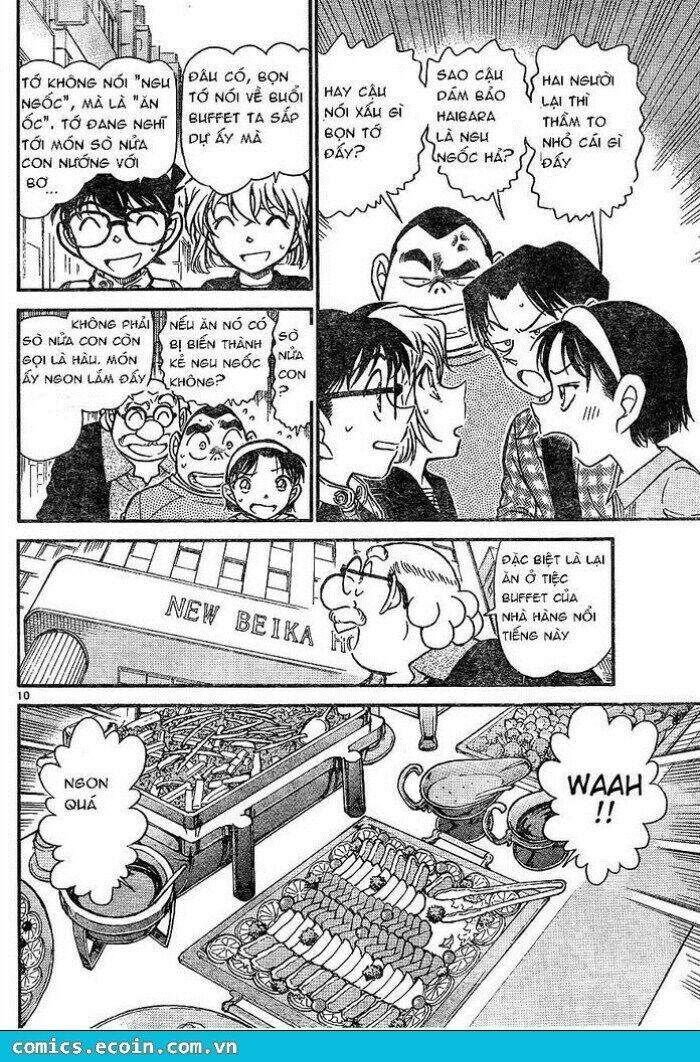 HAI NGƯỜI
LẠI THÌ
THẦM TO
NHỎ CÁI GÌ
ĐẤY
SAO CẬU
DÁM BẢO
HAIBARA
LÀ NGU
NGỐC HẢ?
HAY CẬU
NÓI XẤU GÌ
BỌN TỚ
ĐẤY?
ĐÂU CÓ, BỌN
TỚ NÓI VỀ BUỔI
BUFFET TA SẮP
DỰ ẤY MÀ
TỚ KHÔNG NÓI "NGU
NGỐC", MÀ LÀ "ĂN
ỐC". TỚ ĐANG NGHĨ
TỚI MÓN SÒ NỬA
CON NƯỚNG VỚI
BƠ...
SÒ
NỬA
CON
?
NẾU ĂN NÓ CÓ
BỊ BIẾN THÀNH
KẺ NGU NGỐC
KHÔNG?
KHÔNG PHẢI
SÒ NỬA CON CÒN
GỌI LÀ HÀU. MÓN
ẤY NGON LẮM ĐẤY
ĐẶC BIỆT LÀ LẠI
ĂN Ở TIỆC
BUFFET CỦA
NHÀ HÀNG NỔI
TIẾNG NÀY
NEW BEIKA HO
10
WAAH
!!
NGON
QUÁ
comics.ecoin.com.vn